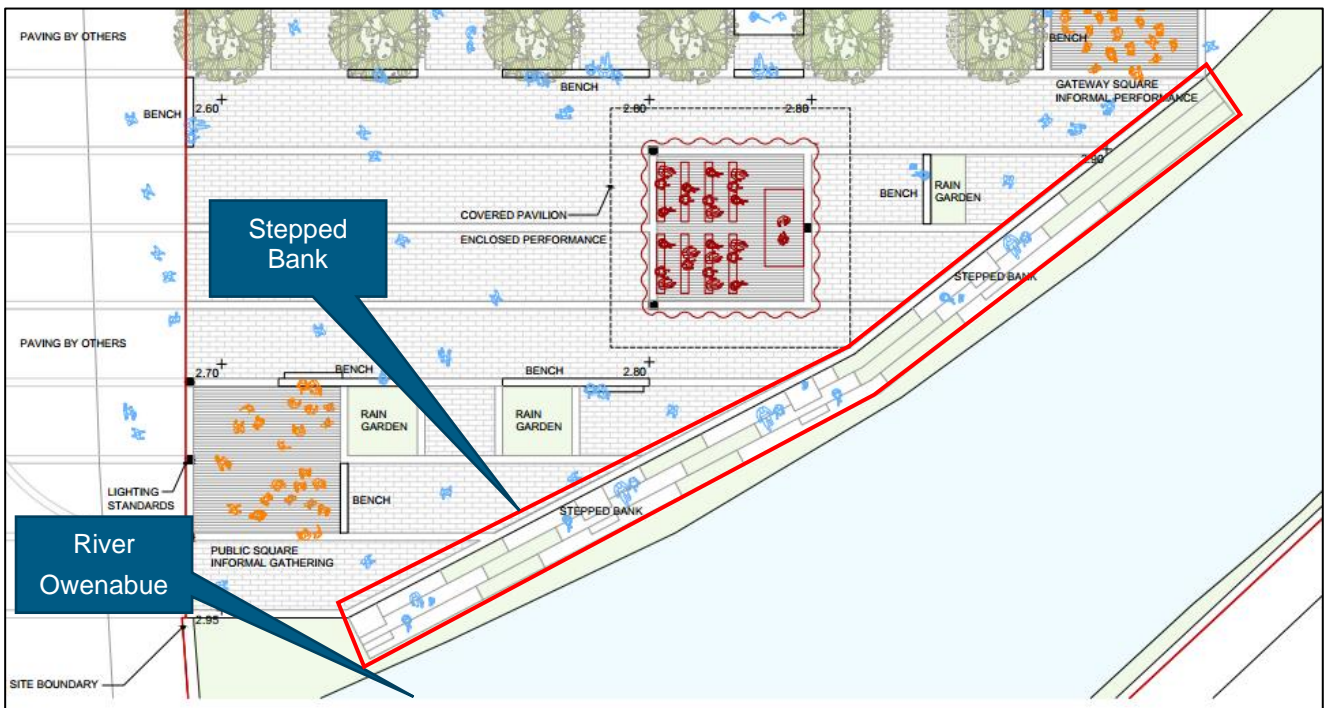 PAVING BY OTHERS
BENCH
BENCH
GATEWAY SQUARE
INFORMAL PERFORMANCE
BENCH
2.60
2.80
2.90
BENCH
RAIN
GARDEN
COVERED PAVILION
ENCLOSED PERFORMANCE
Stepped
Bank
STEPPED BANK
PAVING BY OTHERS
2.70
BENCH
BENCH
2.80
RAIN
GARDEN
RAIN
GARDEN
LIGHTING
STANDARDS
BENCH
STEPPED BANK
River
Owenabue
PUBLIC SQUARE
INFORMAL GATHERING
2.95
SITE BOUNDARY